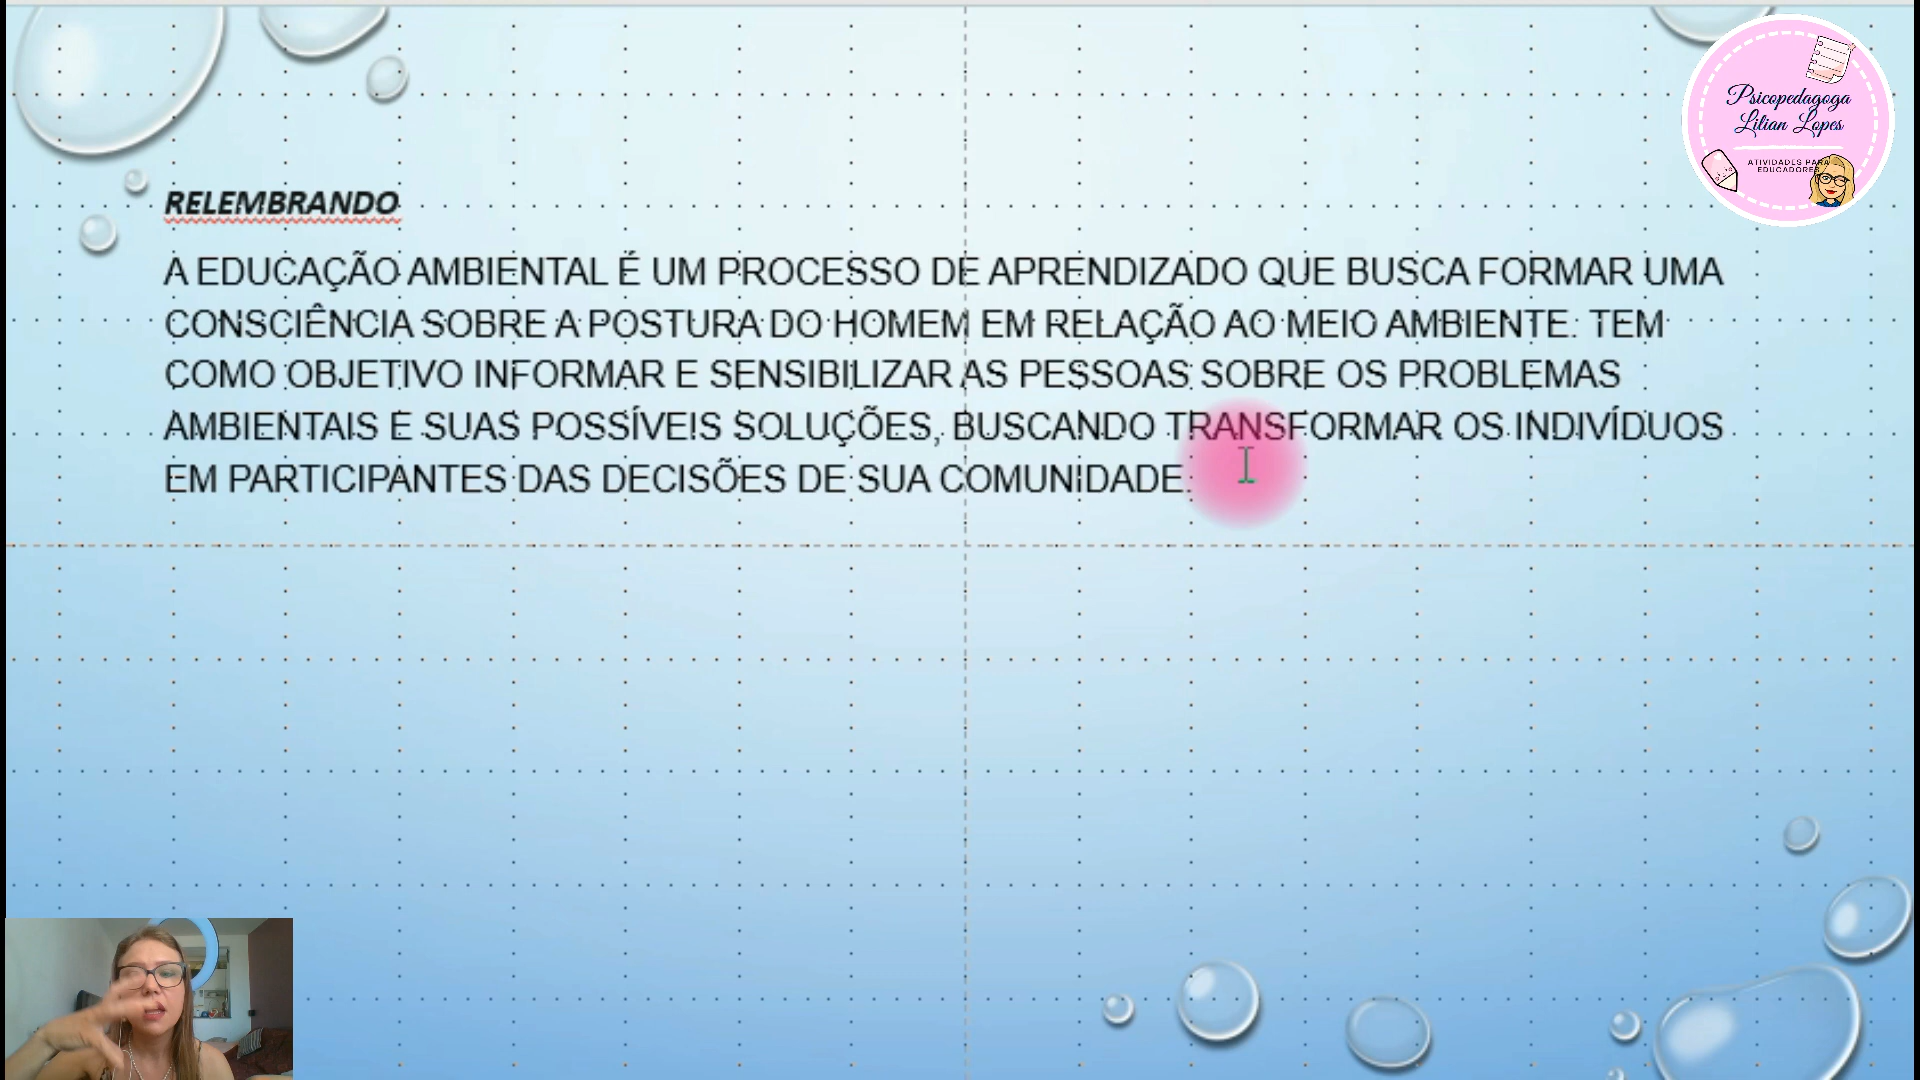 Psicopedagoga
Lilian Lopes
ATIVIDADES PARA
EDUCADORES
RELEMBRANDO
A EDUCAÇÃO AMBIENTAL É UM PROCESSO DE APRENDIZADO QUE BUSCA FORMAR UMA
CONSCIÊNCIA SOBRE A POSTURA DO HOMEM EM RELAÇÃO AO MEIO AMBIENTE. TEM
COMO OBJETIVO INFORMAR E SENSIBILIZAR AS PESSOAS SOBRE OS PROBLEMAS
AMBIENTAIS E SUAS POSSÍVEIS SOLUÇÕES, BUSCANDO TRANSFORMAR OS INDIVÍDUOS
EM PARTICIPANTES DAS DECISÕES DE SUA COMUNIDADE.